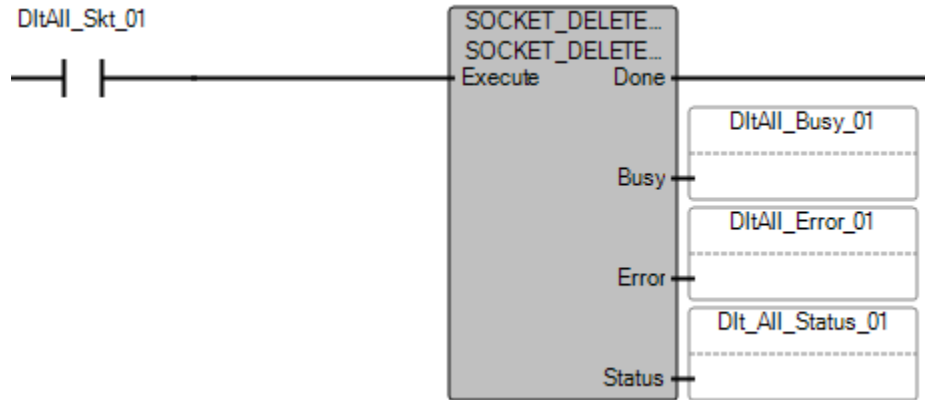 DltAll_Skt_01
SOCKET_DELETE...
SOCKET_DELETE...
Execute Done
DltAll_Busy_01
Busy
DltAll_Error_01
Error
Dlt_All_Status_01
Status